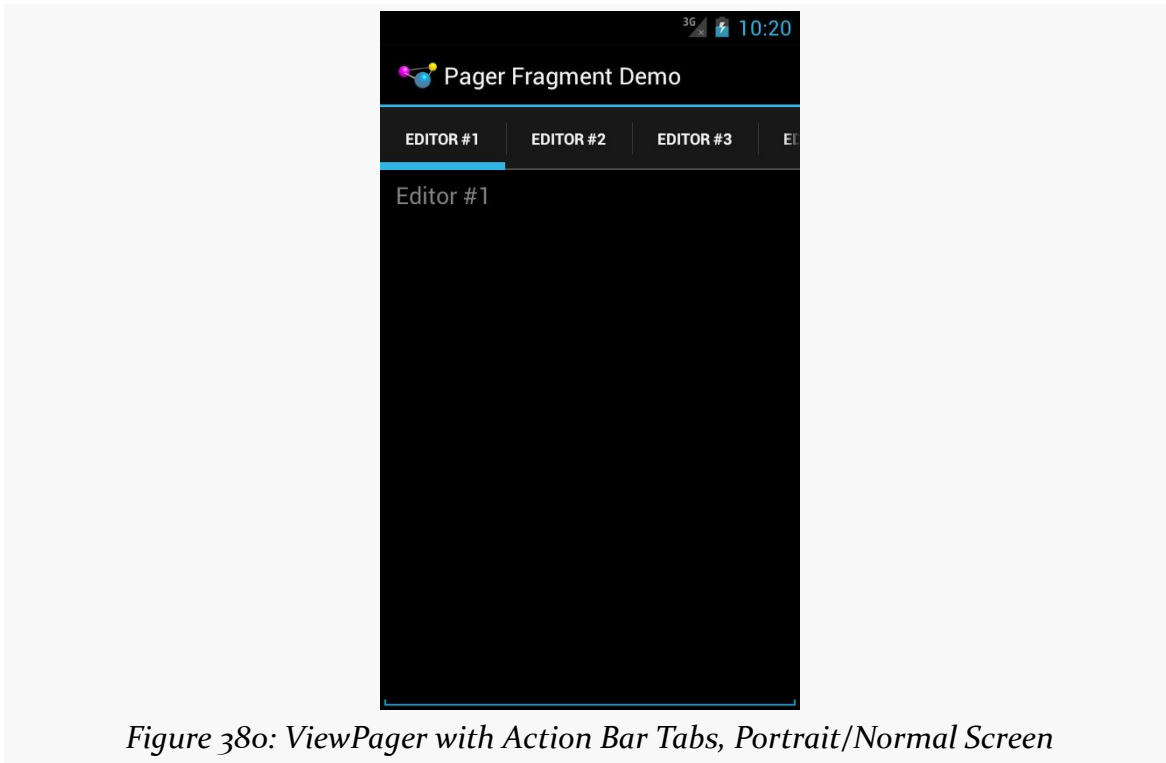 3G 10:20
Pager Fragment Demo
EDITOR #1 EDITOR #2 EDITOR #3
Editor #1
Figure 380: ViewPager with Action Bar Tabs, Portrait/Normal Screen